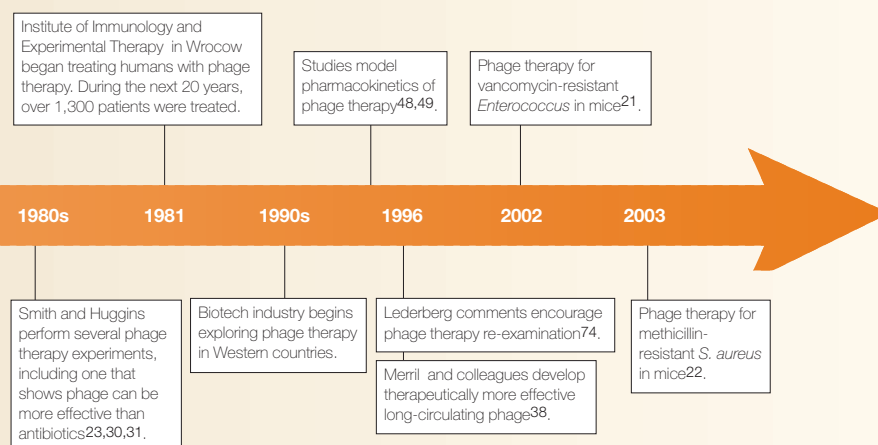 Institute of Immunology and
Experimental Therapy in Wrocow
began treating humans with phage
therapy. During the next 20 years,
over 1,300 patients were treated.
Studies model
pharmacokinetics of
phage therapy48,49.
Phage therapy for
vancomycin-resistant
Enterococcus in mice21.
1980s 1981 1990s 1996 2002 2003
Smith and Huggins
perform several phage
therapy experiments,
including one that
shows phage can be
more effective than
antibiotics23,30,31.
Biotech industry begins
exploring phage therapy
in Western countries.
Lederberg comments encourage
phage therapy re-examination74.
Merril and colleagues develop
therapeutically more effective
long-circulating phage38.
Phage therapy for
methicillin-
resistant S. aureus
in mice22.